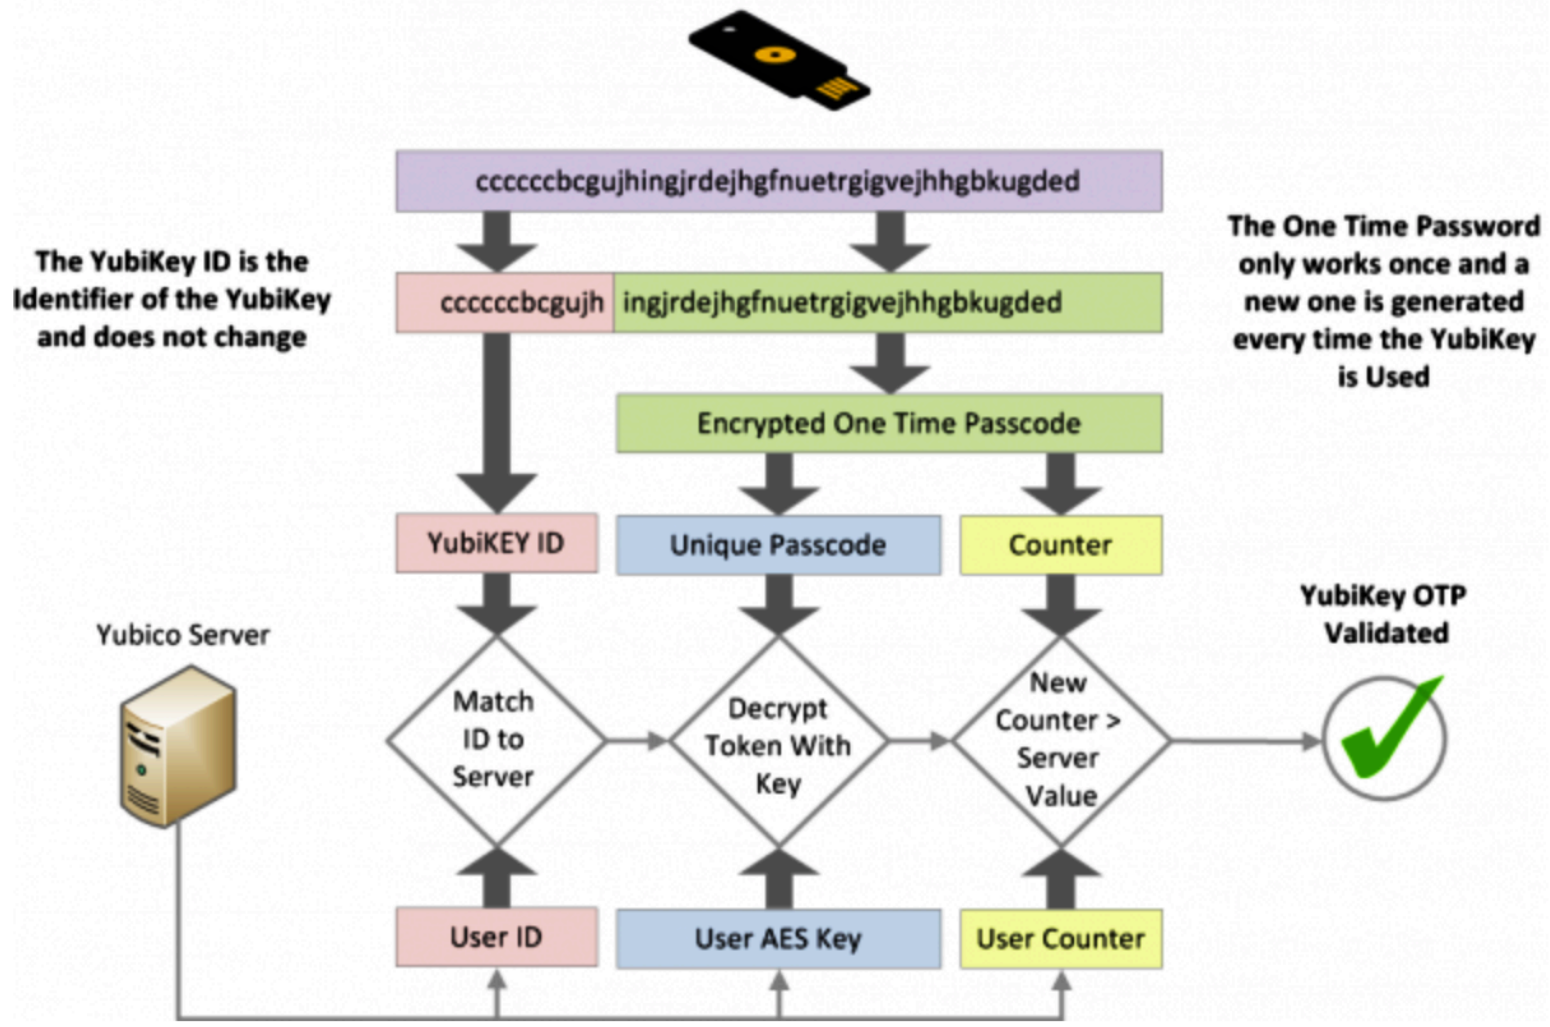 ccccccbcgujhingjrdejhgfnuetrgigvejhhgbkugded
The YubiKey ID is the
Identifier of the YubiKey
and does not change
The One Time Password
only works once and a
new one is generated
every time the YubiKey
is Used
ccccccbcgujh
ingjrdejhgfnuetrgigvejhhgbkugded
Encrypted One Time Passcode
YubiKEY ID
Unique Passcode
Counter
Yubico Server
Match
ID to
Server
Decrypt
Token With
Key
New
Counter >
Server
Value
YubiKey OTP
Validated
User ID
User AES Key
User Counter